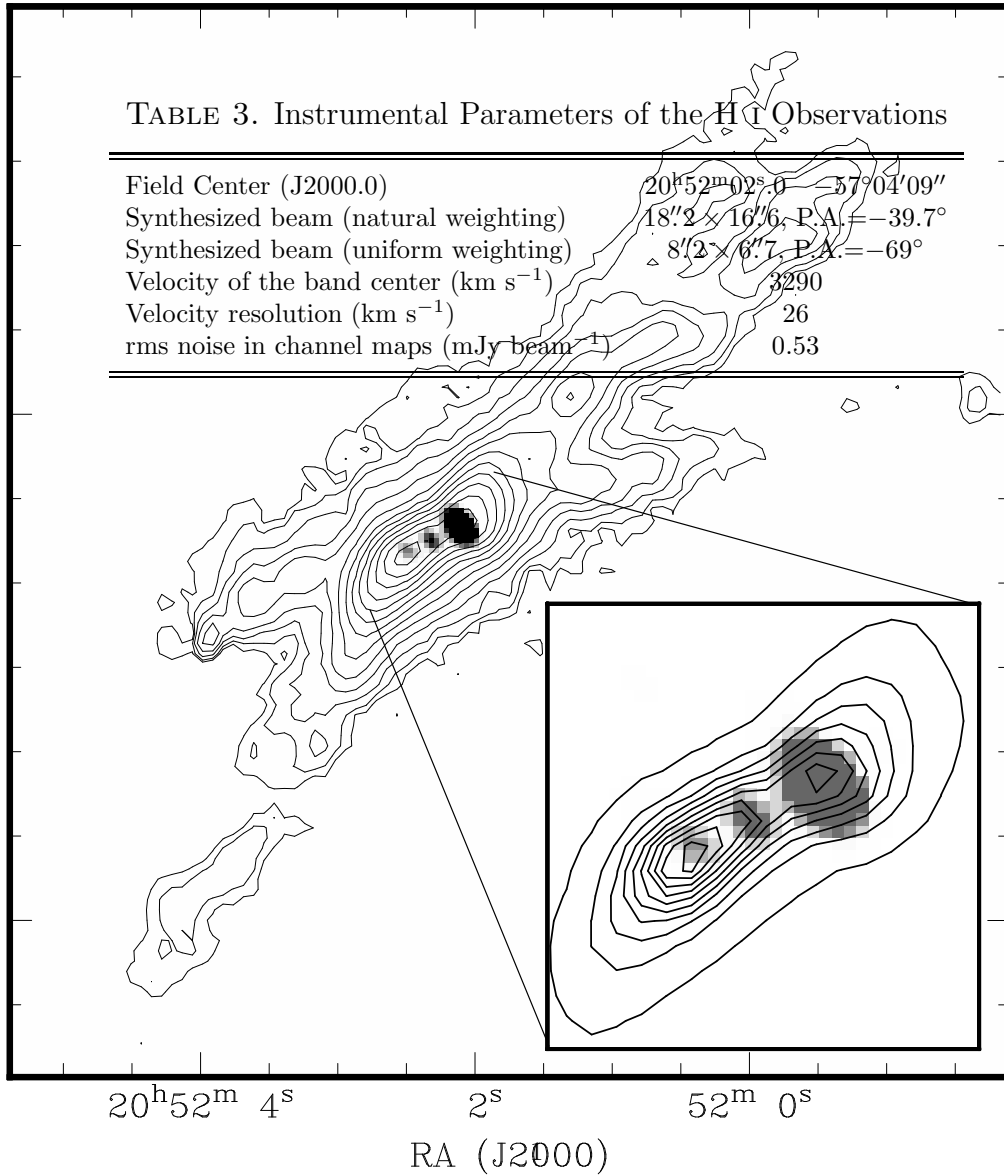 TABLE 3. Instrumental Parameters of the H I Observations
Field Center (J2000.0) 20ʰ52ᵐ02ˢ.0 −57°04′09″
Synthesized beam (natural weighting) 18″.2 × 16″.6, P.A.=−39.7°
Synthesized beam (uniform weighting) 8″.2 × 6″.7, P.A.=−69°
Velocity of the band center (km s⁻¹) 3290
Velocity resolution (km s⁻¹) 26
rms noise in channel maps (mJy beam⁻¹) 0.53
20ʰ52ᵐ 4ˢ 2ˢ 52ᵐ 0ˢ
RA (J2000)
1